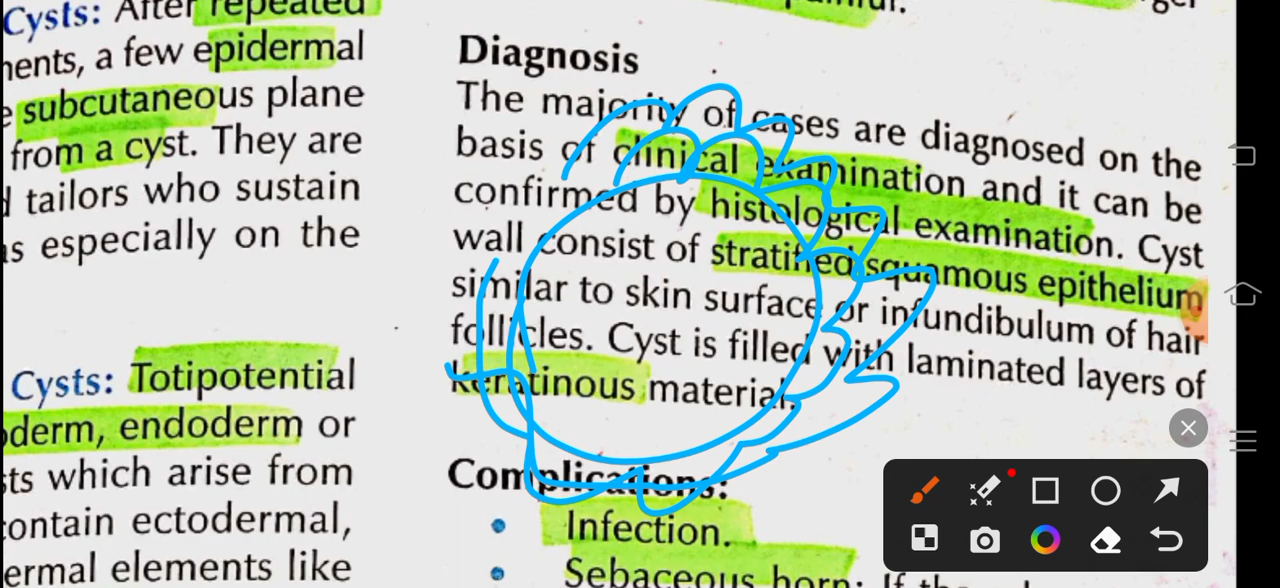 Cysts: After repeated
ments, a few epidermal
subcutaneous plane
from a cyst. They are
tailors who sustain
especially on the
Cysts: Totipotential
endoderm or
which arise from
contain ectodermal,
elements like
Diagnosis
The majority of cases are diagnosed on the
basis of clinical examination and it can be
confirmed by histological examination. Cyst
wall consist of stratified squamous epithelium
similar to skin surface or infundibulum of hair
follicles. Cyst is filled with laminated layers of
keratinous material.
Complications:
• Infection.
• Sebaceous horn: If the